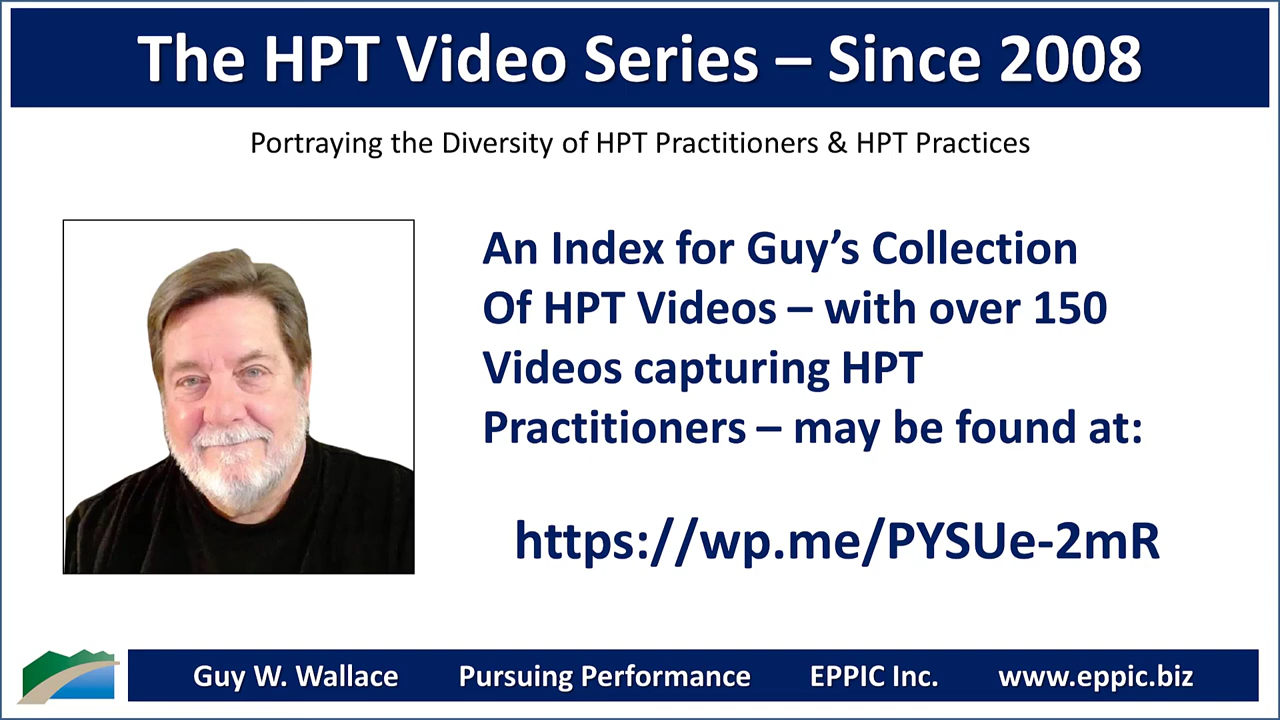 The HPT Video Series – Since 2008
Portraying the Diversity of HPT Practitioners & HPT Practices
An Index for Guy’s Collection
Of HPT Videos – with over 150
Videos capturing HPT
Practitioners – may be found at:
https://wp.me/PYSUe-2mR
Guy W. Wallace Pursuing Performance EPPIC Inc. www.eppic.biz